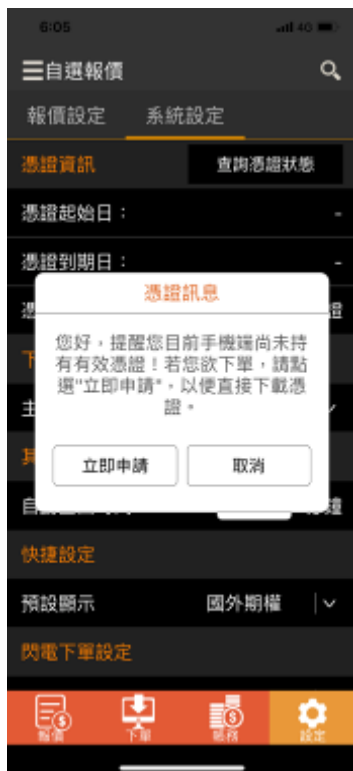 6:05
4G
自選報價
報價設定 系統設定
憑證資訊 查詢憑證狀態
憑證起始日： -
憑證到期日： -
憑證訊息
您好，提醒您目前手機端尚未持
有有效憑證！若您欲下單，請點
選"立即申請"，以便直接下載憑
證。
立即申請 取消
快捷設定
預設顯示 國外期權
閃電下單設定
報價 下單 帳務 設定